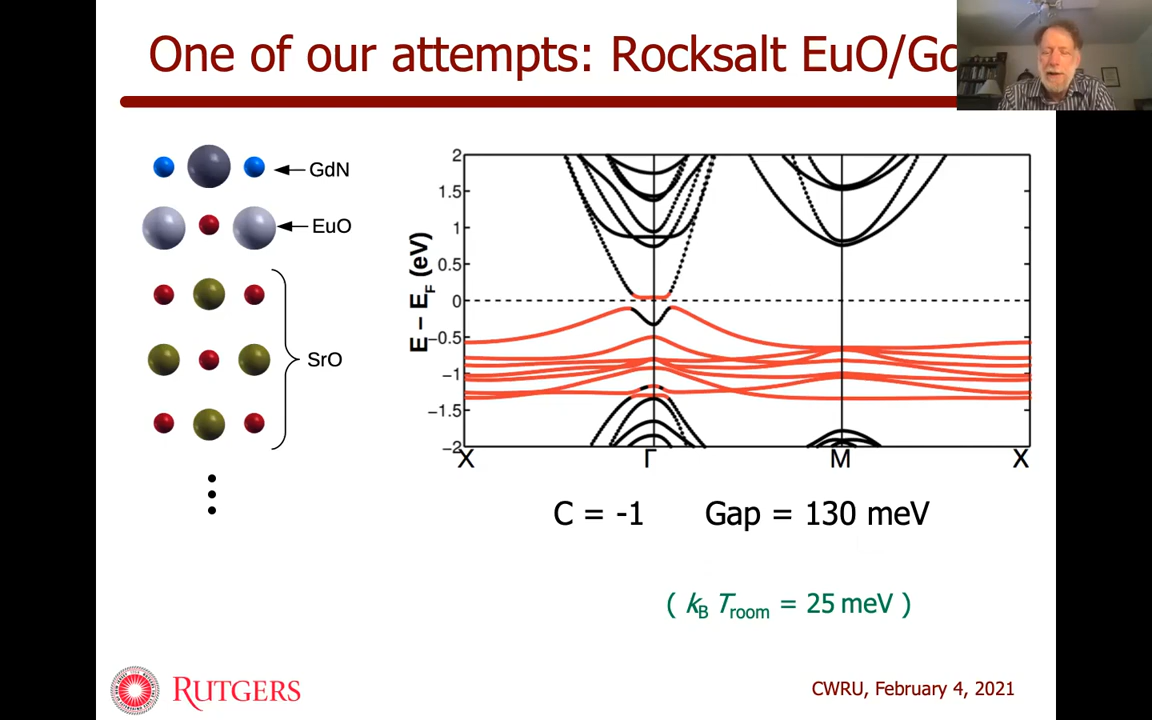 One of our attempts: Rocksalt EuO/Gd
GdN
EuO
SrO
E – E_F (eV)
2
1.5
1
0.5
0
−0.5
−1
−1.5
−2
X Γ M X
C = -1 Gap = 130 meV
( k_B T_room = 25 meV )
RUTGERS
CWRU, February 4, 2021